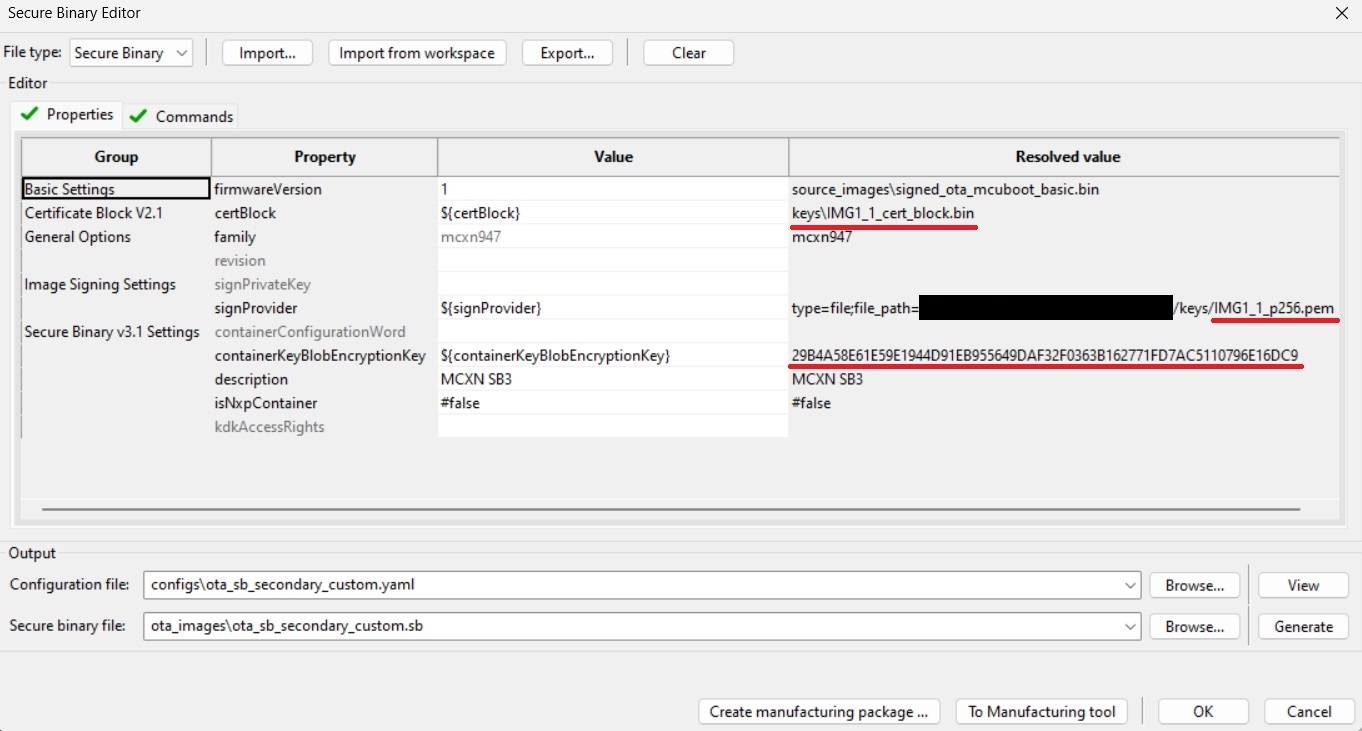 Secure Binary Editor
File type: Secure Binary Import... Import from workspace Export... Clear
Editor
Properties Commands
Group Property Value Resolved value
Basic Settings firmwareVersion 1 source_images\signed_ota_mcuboot_basic.bin
Certificate Block V2.1 certBlock ${certBlock} keys\IMG1_1_cert_block.bin
General Options family mcxn947 mcxn947
revision
Image Signing Settings signPrivateKey
signProvider ${signProvider} type=file;file_path= /keys/IMG1_1_p256.pem
Secure Binary v3.1 Settings containerConfigurationWord
containerKeyBlobEncryptionKey ${containerKeyBlobEncryptionKey} 29B4A58E61E59E1944D91EB955649DAF32F0363B162771FD7AC5110796E16DC9
description MCXN SB3 MCXN SB3
isNxpContainer #false #false
kdkAccessRights
Output
Configuration file: configs\ota_sb_secondary_custom.yaml Browse... View
Secure binary file: ota_images\ota_sb_secondary_custom.sb Browse... Generate
Create manufacturing package ... To Manufacturing tool OK Cancel